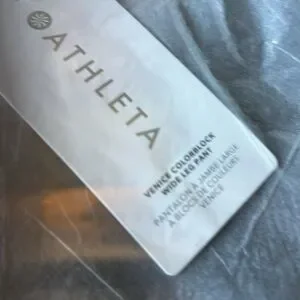 ATHLETA
VENICE COLORBLOCK
WIDE LEG PANT
PANTALON À JAMBE LARGE
À BLOCS DE COULEURS
VENICE